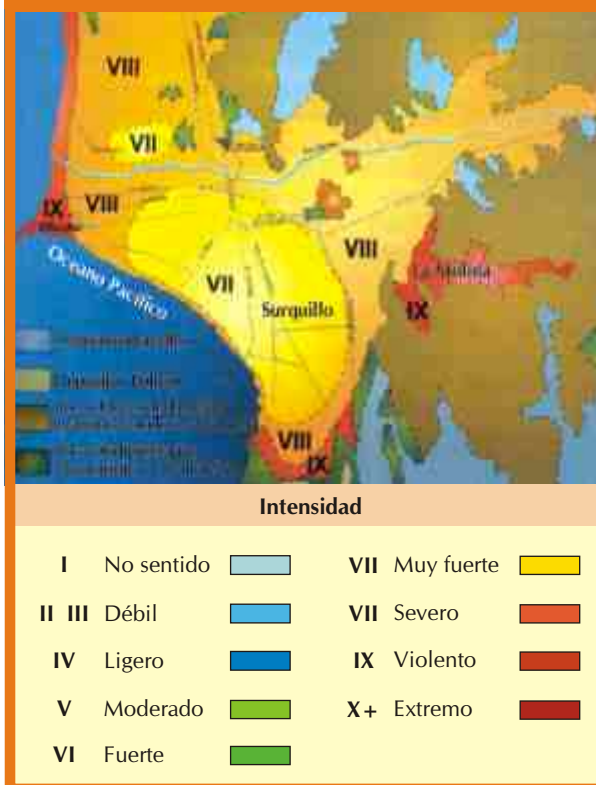 VIII
VII
IX
VIII
Océano Pacífico
VII
VIII
La Molina
Surquillo
IX
VIII
IX
Intensidad
I No sentido
II III Débil
IV Ligero
V Moderado
VI Fuerte
VII Muy fuerte
VII Severo
IX Violento
X+ Extremo